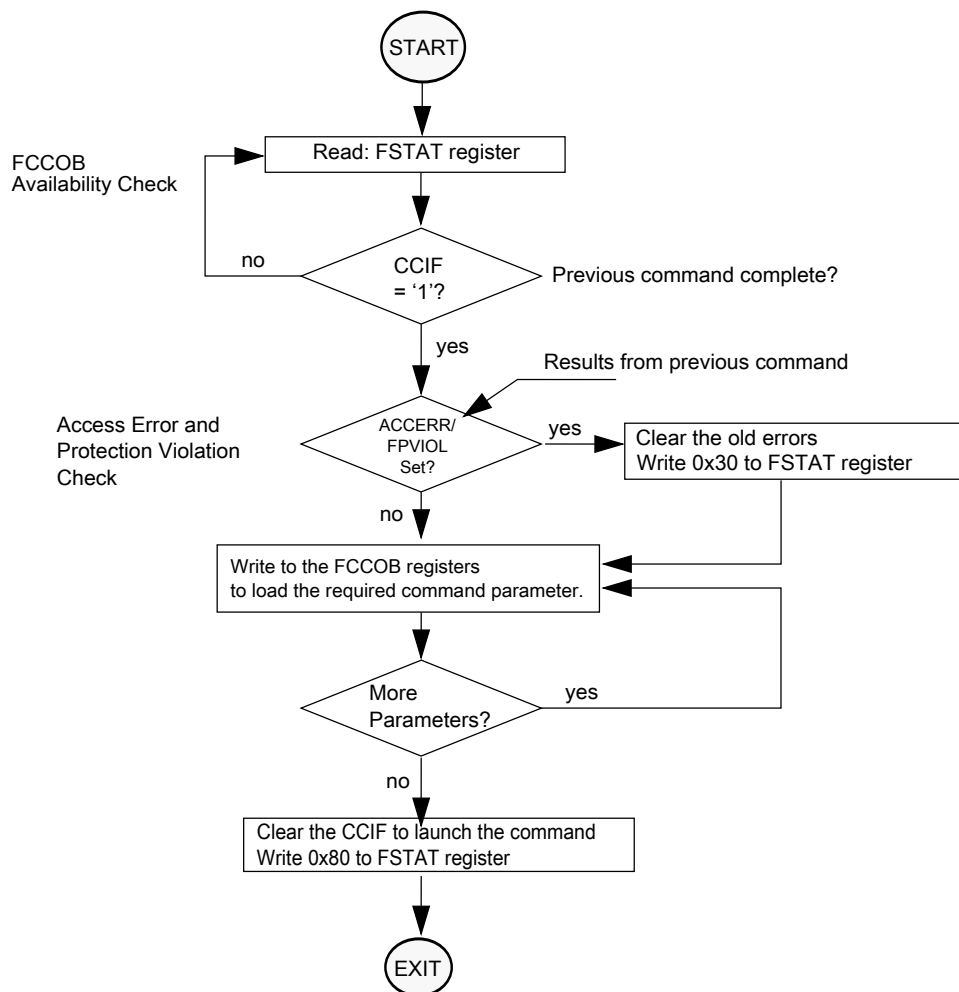 START
Read: FSTAT register
FCCOB
Availability Check
no
CCIF
= ‘1’?
Previous command complete?
yes
Results from previous command
Access Error and
Protection Violation
Check
ACCERR/
FPVIOL
Set?
yes
Clear the old errors
Write 0x30 to FSTAT register
no
Write to the FCCOB registers
to load the required command parameter.
More
Parameters?
yes
no
Clear the CCIF to launch the command
Write 0x80 to FSTAT register
EXIT